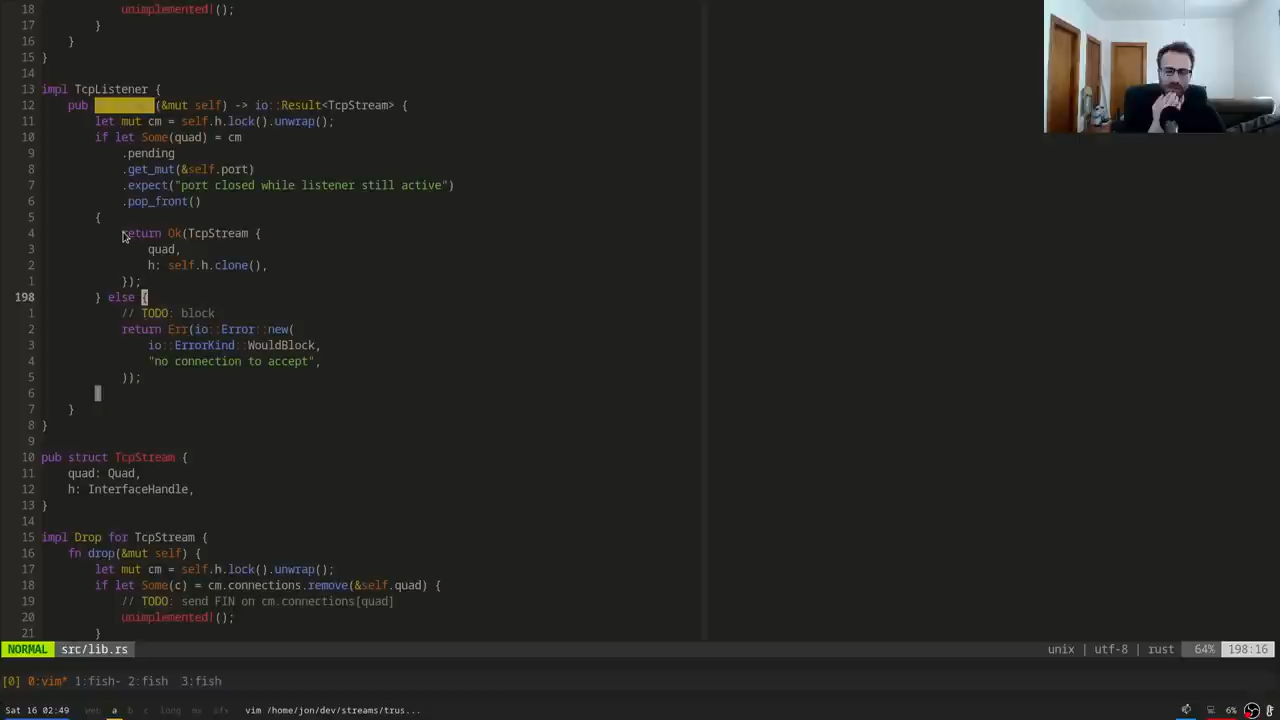 18             unimplemented!();
17         }
16     }
15 }
14
13 impl TcpListener {
12     pub (&mut self) -> io::Result<TcpStream> {
11         let mut cm = self.h.lock().unwrap();
10         if let Some(quad) = cm
9             .pending
8             .get_mut(&self.port)
7             .expect("port closed while listener still active")
6             .pop_front()
5         {
4             return Ok(TcpStream {
3                 quad,
2                 h: self.h.clone(),
1             });
198         } else {
1             // TODO: block
2             return Err(io::Error::new(
3                 io::ErrorKind::WouldBlock,
4                 "no connection to accept",
5             ));
6         }
7     }
8 }
9
10 pub struct TcpStream {
11     quad: Quad,
12     h: InterfaceHandle,
13 }
14
15 impl Drop for TcpStream {
16     fn drop(&mut self) {
17         let mut cm = self.h.lock().unwrap();
18         if let Some(c) = cm.connections.remove(&self.quad) {
19             // TODO: send FIN on cm.connections[quad]
20             unimplemented!();
21         }
NORMAL src/lib.rs unix | utf-8 | rust 64% 198:16
[0] 0:vim* 1:fish- 2:fish 3:fish
Sat 16 02:49 a b c long vim /home/jon/dev/streams/trus... 6%